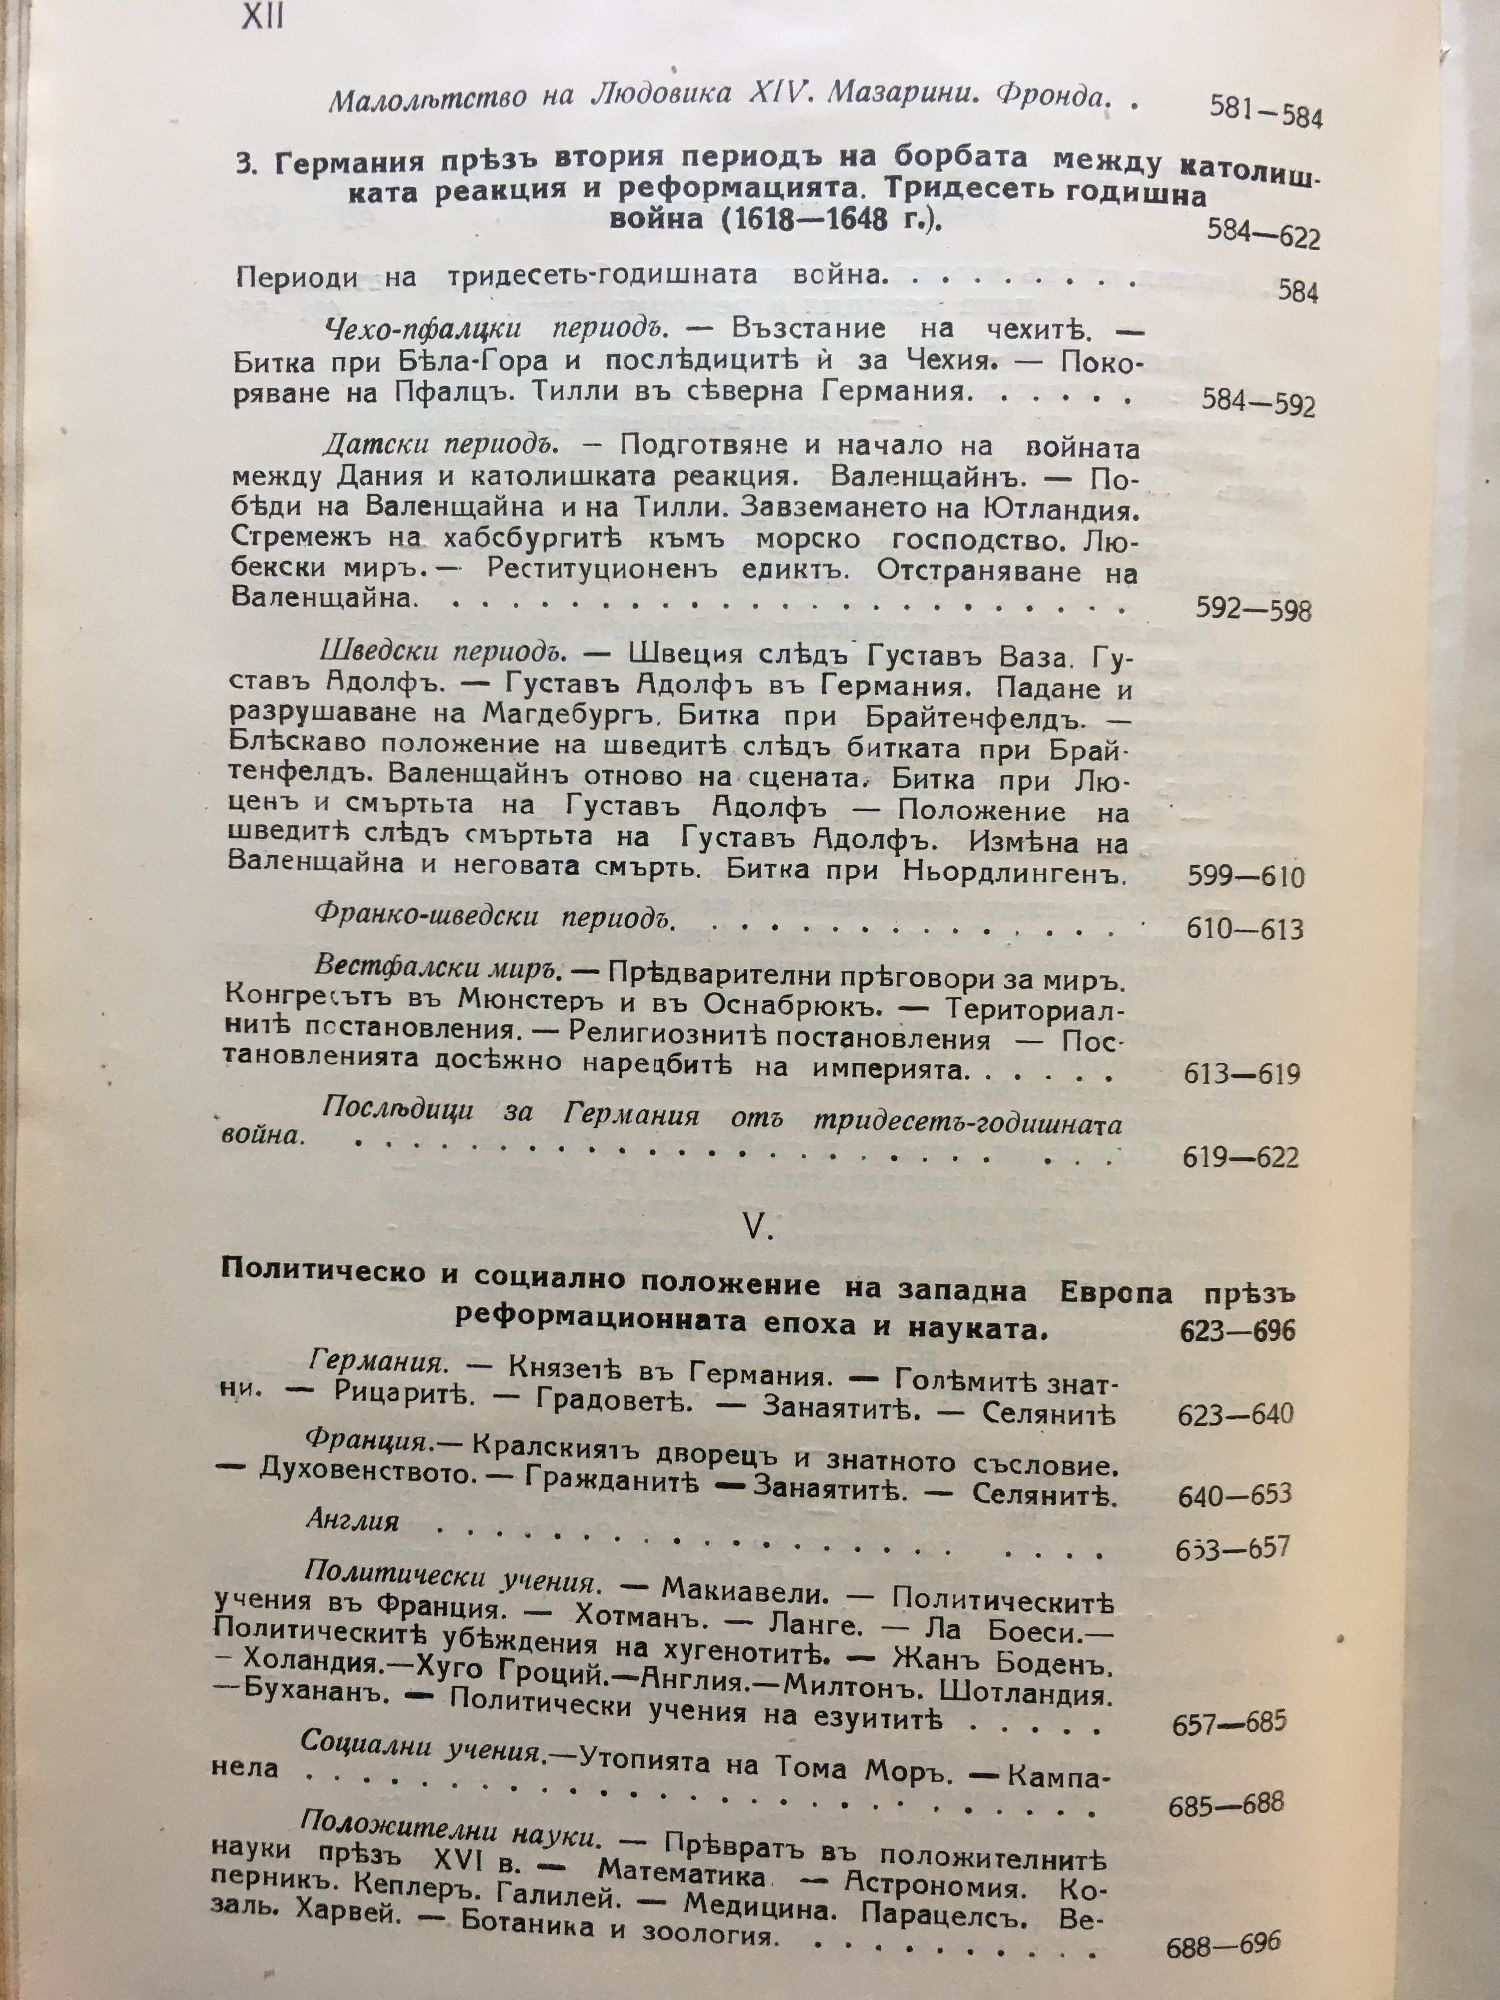 XII
Малолѣтство на Людовика XIV. Мазарини. Фронда. . 581—584
3. Германия прѣзъ втория периодъ на борбата между католиш-
ката реакция и реформацията. Тридесеть годишна
война (1618—1648 г.). 584—622
Периоди на тридесеть-годишната война. . . . . . . . . 584
Чехо-пфалцки периодъ. — Възстание на чехитѣ. —
Битка при Бѣла-Гора и послѣдицитѣ ѝ за Чехия. — Поко-
ряване на Пфалцъ. Тилли въ сѣверна Германия. . . . . . 584—592
Датски периодъ. — Подготвяне и начало на войната
между Дания и католишката реакция. Валенщайнъ. — По-
бѣди на Валенщайна и на Тилли. Завземането на Ютландия.
Стремежъ на хабсбургитѣ къмъ морско господство. Лю-
бекски миръ. — Реституционенъ едиктъ. Отстраняване на
Валенщайна. . . . . . . . . . . . . . . . . . . . . . . . 592—598
Шведски периодъ. — Швеция слѣдъ Густавъ Ваза. Гу-
ставъ Адолфъ. — Густавъ Адолфъ въ Германия. Падане и
разрушаване на Магдебургъ. Битка при Брайтенфелдъ. —
Блѣскаво положение на шведитѣ слѣдъ битката при Брай-
тенфелдъ. Валенщайнъ отново на сцената. Битка при Лю-
ценъ и смъртьта на Густавъ Адолфъ — Положение на
шведитѣ слѣдъ смъртьта на Густавъ Адолфъ. Измѣна на
Валенщайна и неговата смърть. Битка при Ньордлингенъ. 599—610
Франко-шведски периодъ. . . . . . . . . . . . . . . . 610—613
Вестфалски миръ. — Прѣдварителни прѣговори за миръ.
Конгресътъ въ Мюнстеръ и въ Оснабрюкъ. — Териториал-
нитѣ постановления. — Религиознитѣ постановления — Пос-
тановленията досѣжно наредбитѣ на империята. . . . . . 613—619
Послѣдици за Германия отъ тридесетъ-годишната
война. . . . . . . . . . . . . . . . . . . . . . . . . . 619—622
V.
Политическо и социално положение на западна Европа прѣзъ
реформационната епоха и науката. 623—696
Германия. — Князетѣ въ Германия. — Голѣмитѣ знат-
ни. — Рицаритѣ. — Градоветѣ. — Занаятитѣ. — Селянитѣ 623—640
Франция.— Кралскиятъ дворецъ и знатното съсловие.
— Духовенството. — Гражданитѣ — Занаятитѣ. — Селянитѣ. 640—653
Англия . . . . . . . . . . . . . . . . . . . . . . . 653—657
Политически учения. — Макиавели. — Политическитѣ
учения въ Франция. — Хотманъ. — Ланге. — Ла Боеси.—
Политическитѣ убѣждения на хугенотитѣ. — Жанъ Боденъ.
– Холандия.—Хуго Гроций.—Англия.—Милтонъ. Шотландия.
—Бухананъ. — Политически учения на езуититѣ . . . . . 657—685
Социални учения.—Утопията на Тома Моръ. — Кампа-
нела . . . . . . . . . . . . . . . . . . . . . . . . . . 685—688
Положителни науки. — Прѣвратъ въ положителнитѣ
науки прѣзъ XVI в. — Математика. — Астрономия. Ко-
перникъ. Кеплеръ. Галилей. — Медицина. Парацелсъ. Ве-
заль. Харвей. — Ботаника и зоология. . . . . . . . . . . 688—696